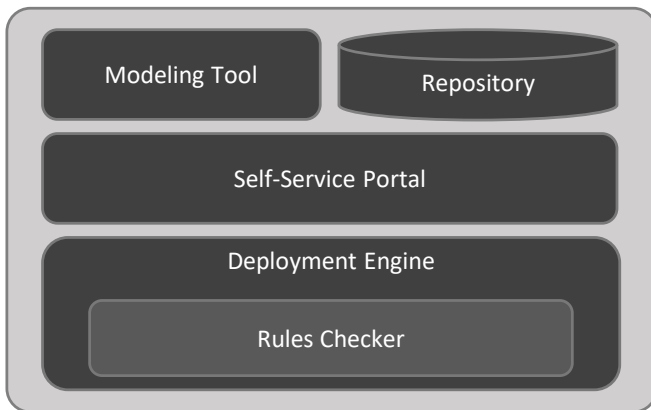 Modeling Tool
Repository
Self-Service Portal
Deployment Engine
Rules Checker